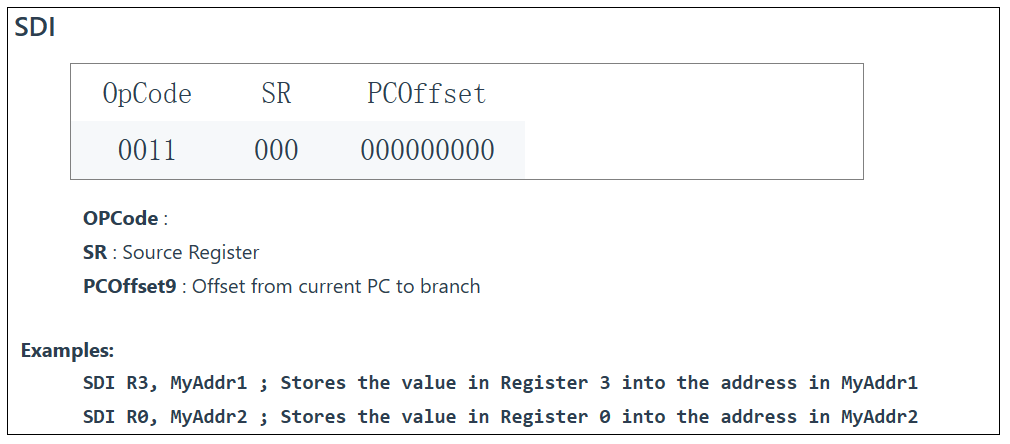 SDI
OpCode SR PCOffset
0011 000 000000000
OPCode :
SR : Source Register
PCOffset9 : Offset from current PC to branch
Examples:
SDI R3, MyAddr1 ; Stores the value in Register 3 into the address in MyAddr1
SDI R0, MyAddr2 ; Stores the value in Register 0 into the address in MyAddr2